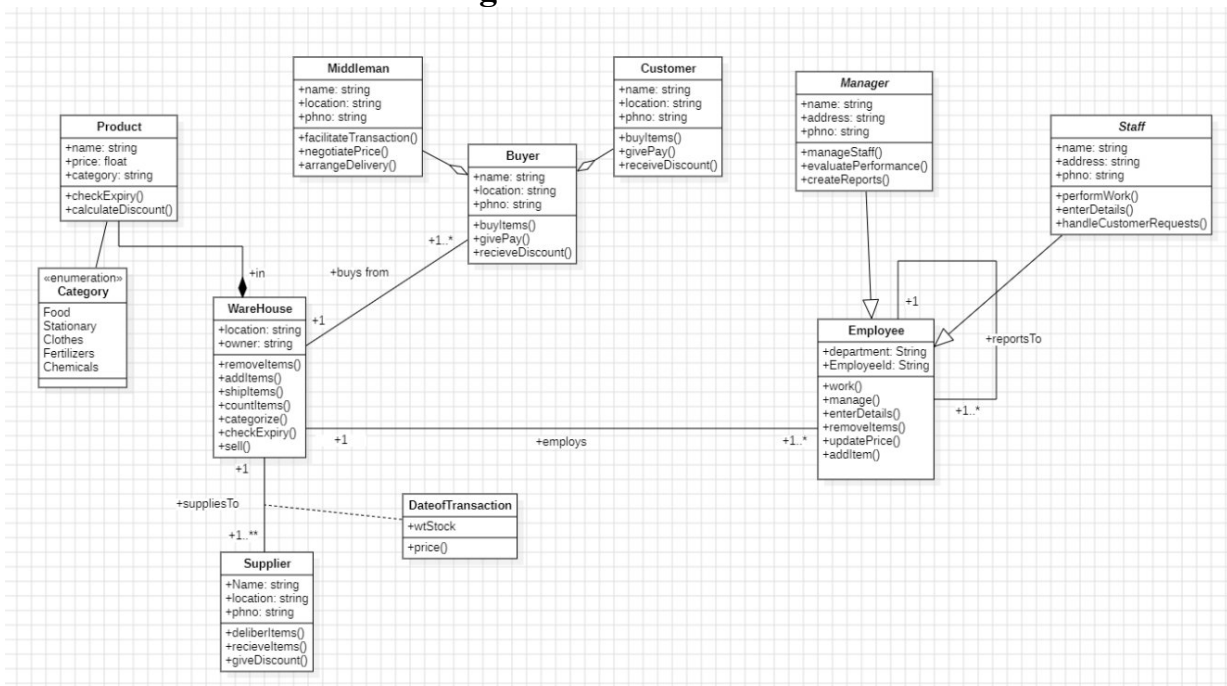 Middleman
+name: string
+location: string
+phno: string
+facilitateTransaction()
+negotiatePrice()
+arrangeDelivery()
Customer
+name: string
+location: string
+phno: string
+buyItems()
+givePay()
+receiveDiscount()
Manager
+name: string
+address: string
+phno: string
+manageStaff()
+evaluatePerformance()
+createReports()
Product
+name: string
+price: float
+category: string
+checkExpiry()
+calculateDiscount()
Staff
+name: string
+address: string
+phno: string
+performWork()
+enterDetails()
+handleCustomerRequests()
Buyer
+name: string
+location: string
+phno: string
+buyItems()
+givePay()
+recieveDiscount()
+1..*
+buys from
+1
+in
«enumeration»
Category
Food
Stationary
Clothes
Fertilizers
Chemicals
WareHouse
+location: string
+owner: string
+removeItems()
+addItems()
+shipItems()
+countItems()
+categorize()
+checkExpiry()
+sell()
+1
+reportsTo
+1..*
Employee
+department: String
+EmployeeId: String
+work()
+manage()
+enterDetails()
+removeItems()
+updatePrice()
+addItem()
+1
+employs
+1..*
+1
+suppliesTo
+1..**
DateofTransaction
+wtStock
+price()
Supplier
+Name: string
+location: string
+phno: string
+deliberItems()
+recieveItems()
+giveDiscount()